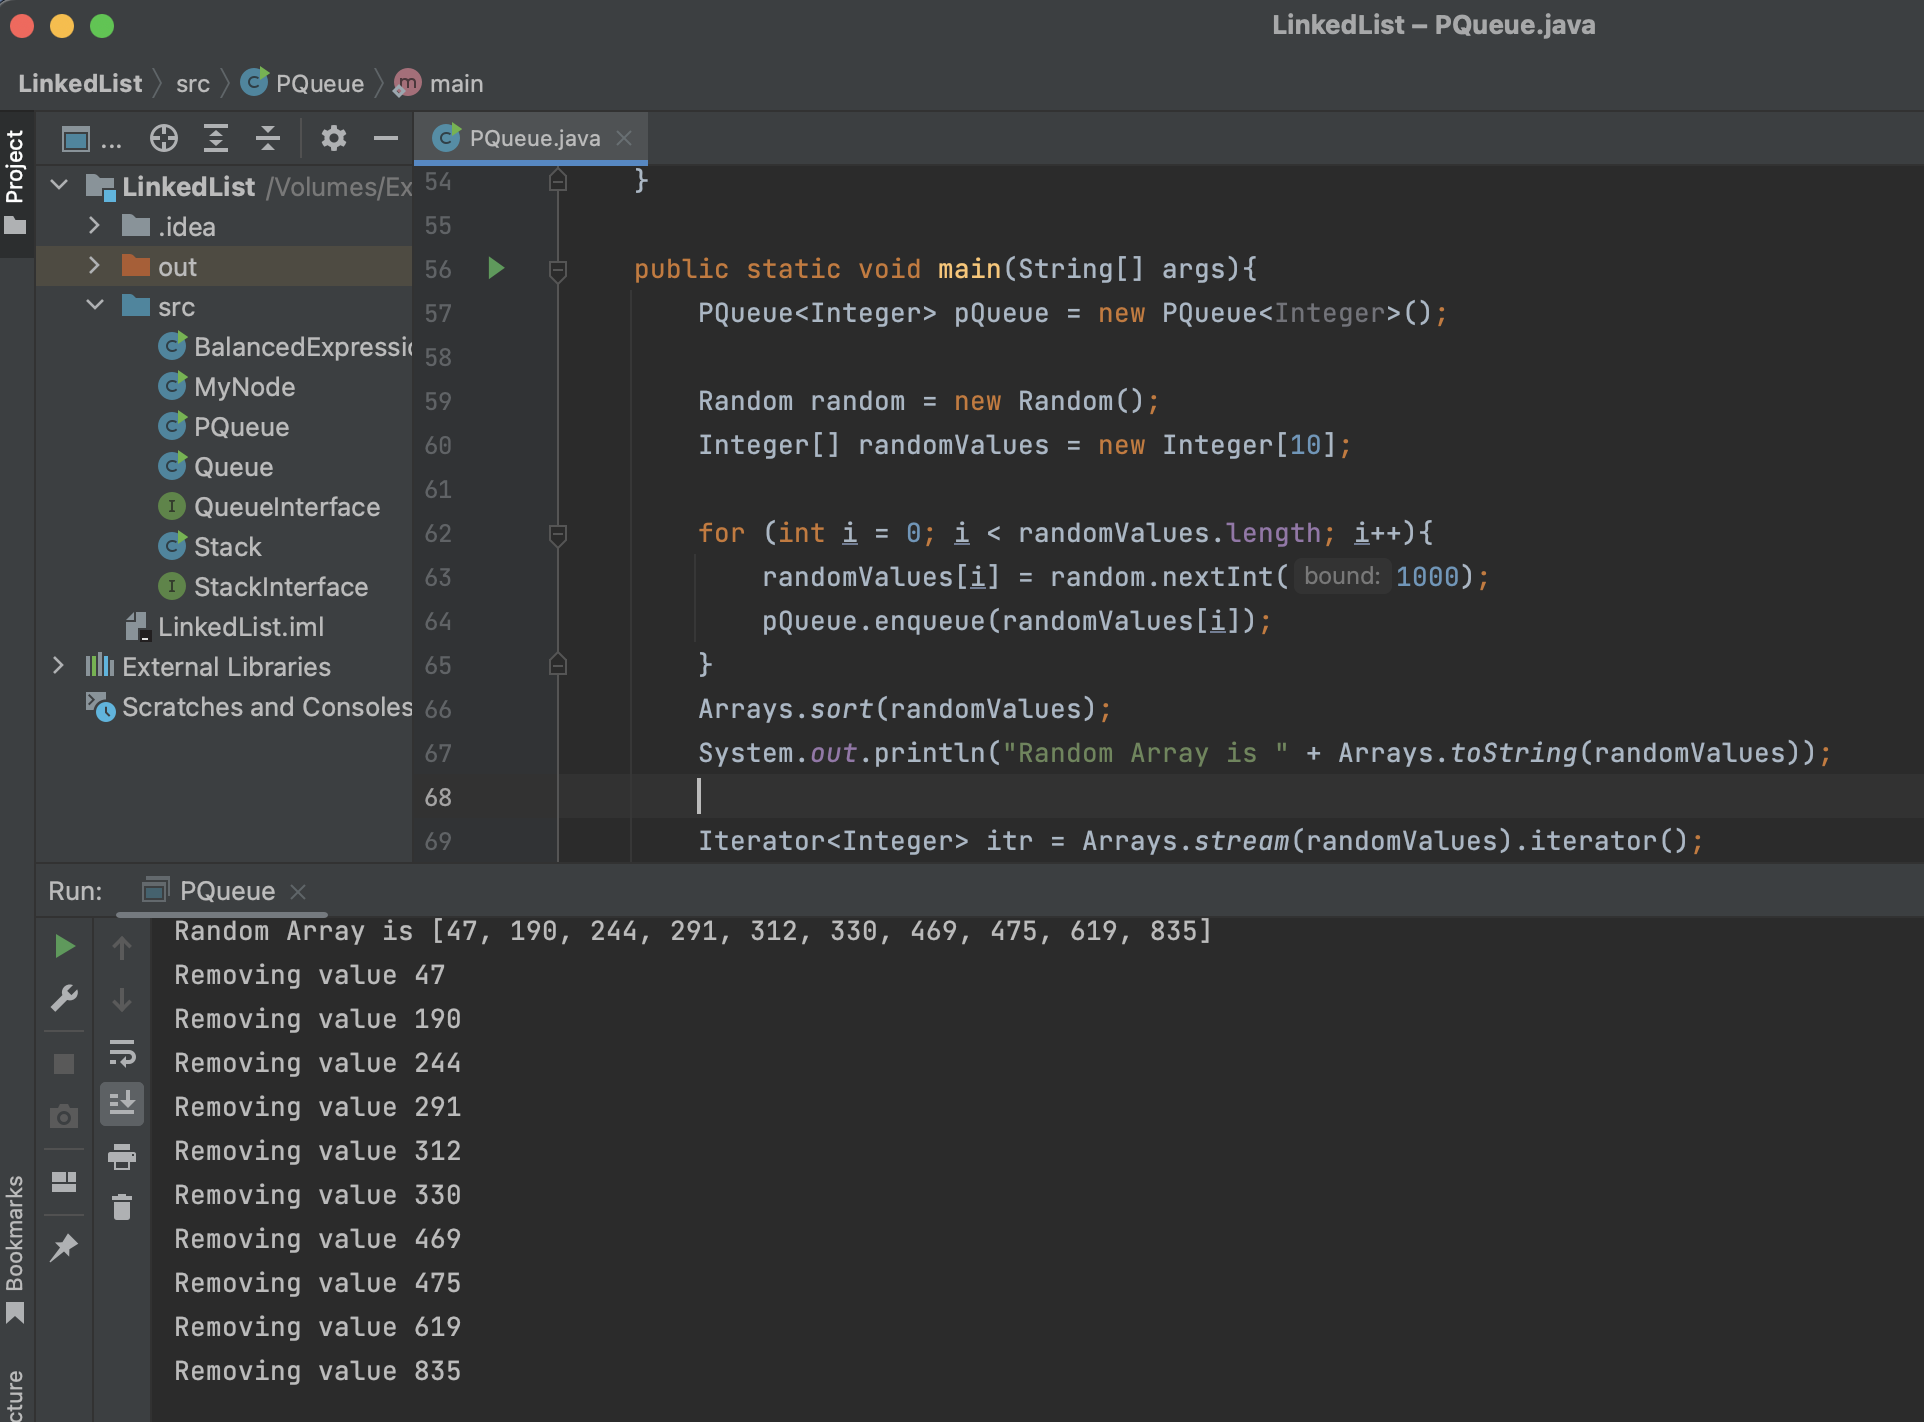 LinkedList – PQueue.java
LinkedList src PQueue main
Project
...
PQueue.java
LinkedList /Volumes/Ex
.idea
out
src
BalancedExpressio
MyNode
PQueue
Queue
QueueInterface
Stack
StackInterface
LinkedList.iml
External Libraries
Scratches and Consoles
54 }
55
56 public static void main(String[] args){
57 PQueue<Integer> pQueue = new PQueue<Integer>();
58
59 Random random = new Random();
60 Integer[] randomValues = new Integer[10];
61
62 for (int i = 0; i < randomValues.length; i++){
63 randomValues[i] = random.nextInt( bound: 1000);
64 pQueue.enqueue(randomValues[i]);
65 }
66 Arrays.sort(randomValues);
67 System.out.println("Random Array is " + Arrays.toString(randomValues));
68
69 Iterator<Integer> itr = Arrays.stream(randomValues).iterator();
Run: PQueue
Random Array is [47, 190, 244, 291, 312, 330, 469, 475, 619, 835]
Removing value 47
Removing value 190
Removing value 244
Removing value 291
Removing value 312
Removing value 330
Removing value 469
Removing value 475
Removing value 619
Removing value 835
Bookmarks
cture